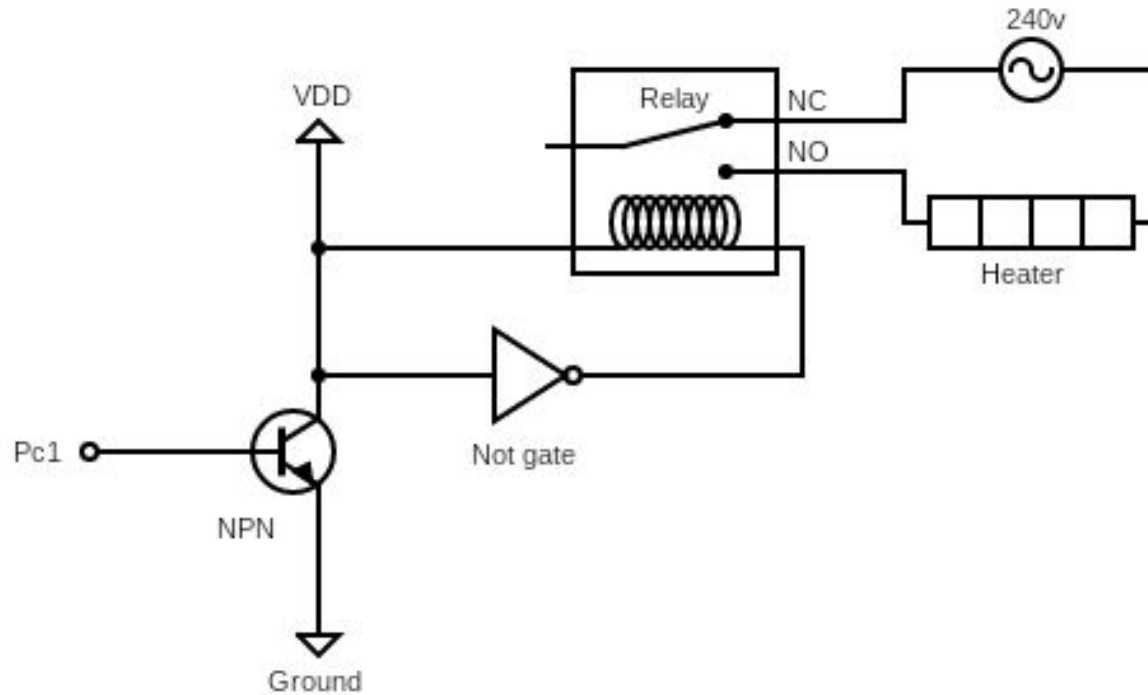 240v
VDD
Relay
NC
NO
Heater
Not gate
Pc1
NPN
Ground